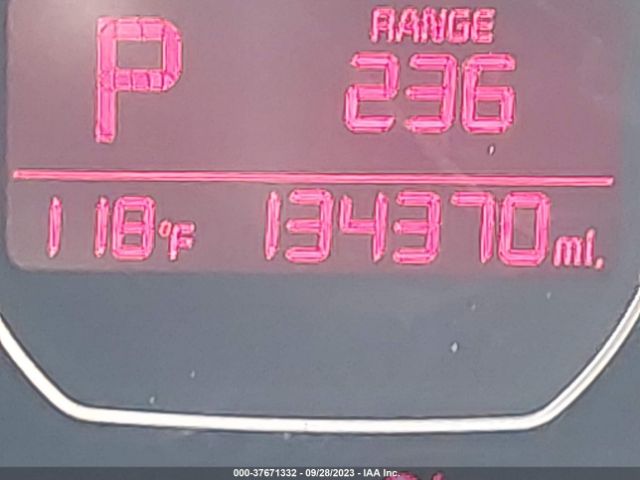 P RANGE
236
118°F 134370 mi.
000-37671332 - 09/28/2023 - IAA Inc.